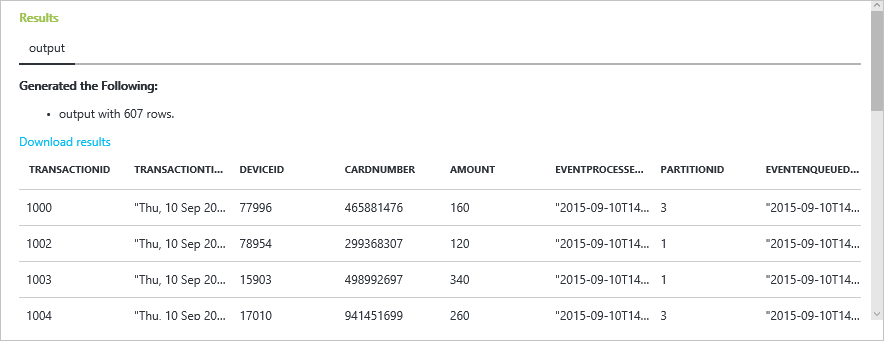 Results
output
Generated the Following:
• output with 607 rows.
Download results
TRANSACTIONID TRANSACTIONTI... DEVICEID CARDNUMBER AMOUNT EVENTPROCESSE... PARTITIONID EVENTENQUEUED...
1000 "Thu, 10 Sep 20... 77996 465881476 160 "2015-09-10T14... 3 "2015-09-10T14...
1002 "Thu, 10 Sep 20... 78954 299368307 120 "2015-09-10T14... 1 "2015-09-10T14...
1003 "Thu, 10 Sep 20... 15903 498992697 340 "2015-09-10T14... 1 "2015-09-10T14...
1004 "Thu, 10 Sep 20... 17010 941451699 260 "2015-09-10T14... 3 "2015-09-10T14...